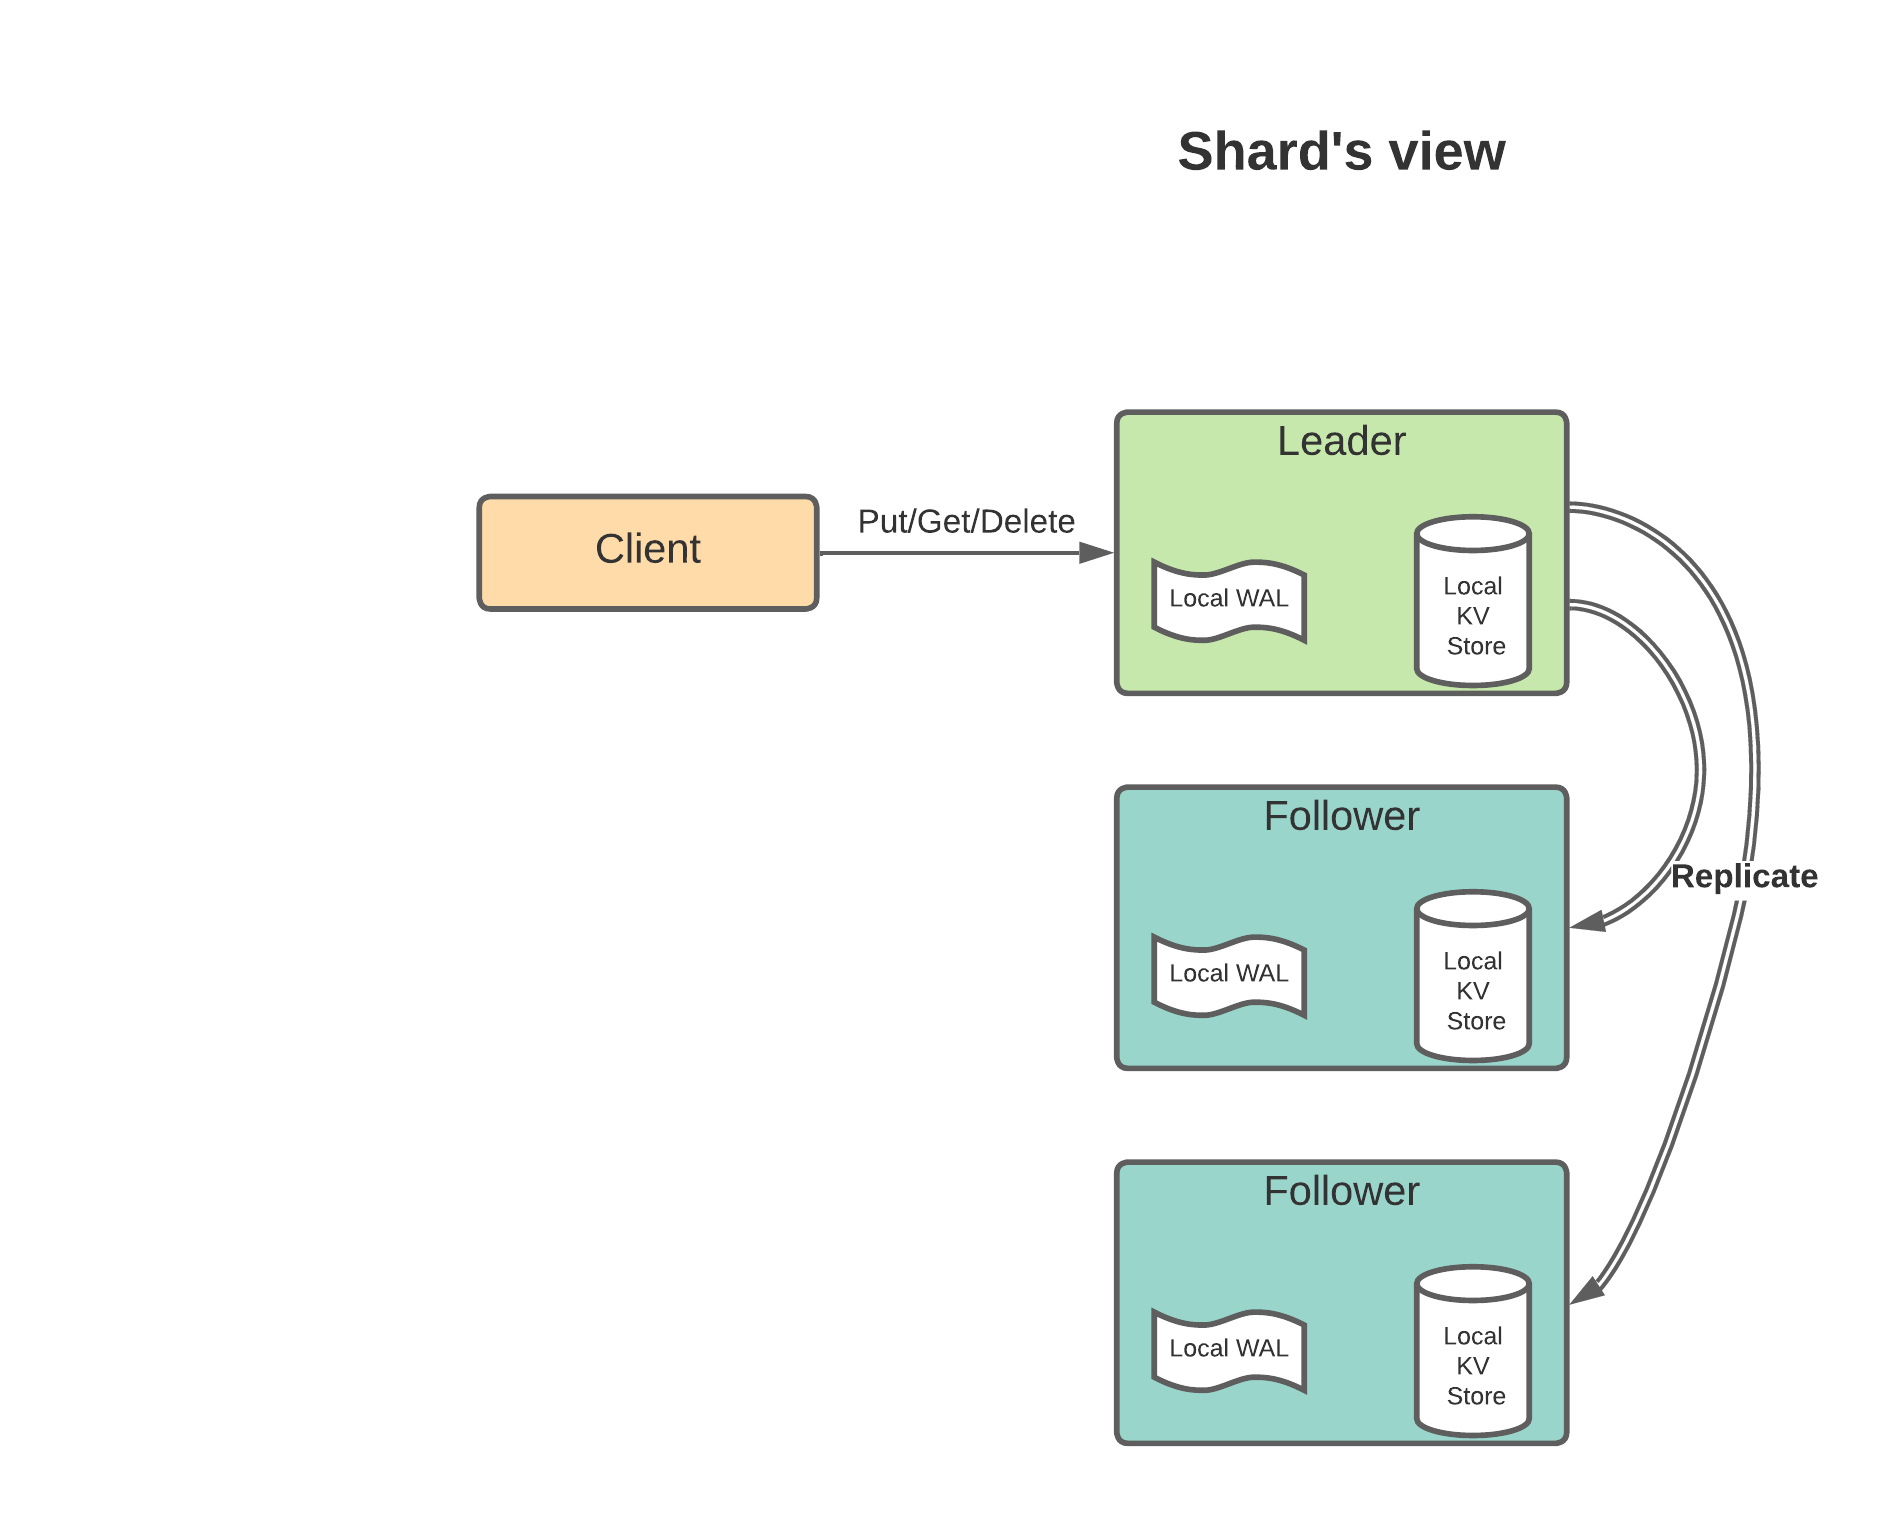 Shard's view
Leader
Client
Put/Get/Delete
Local WAL
Local
KV
Store
Follower
Replicate
Local WAL
Local
KV
Store
Follower
Local WAL
Local
KV
Store